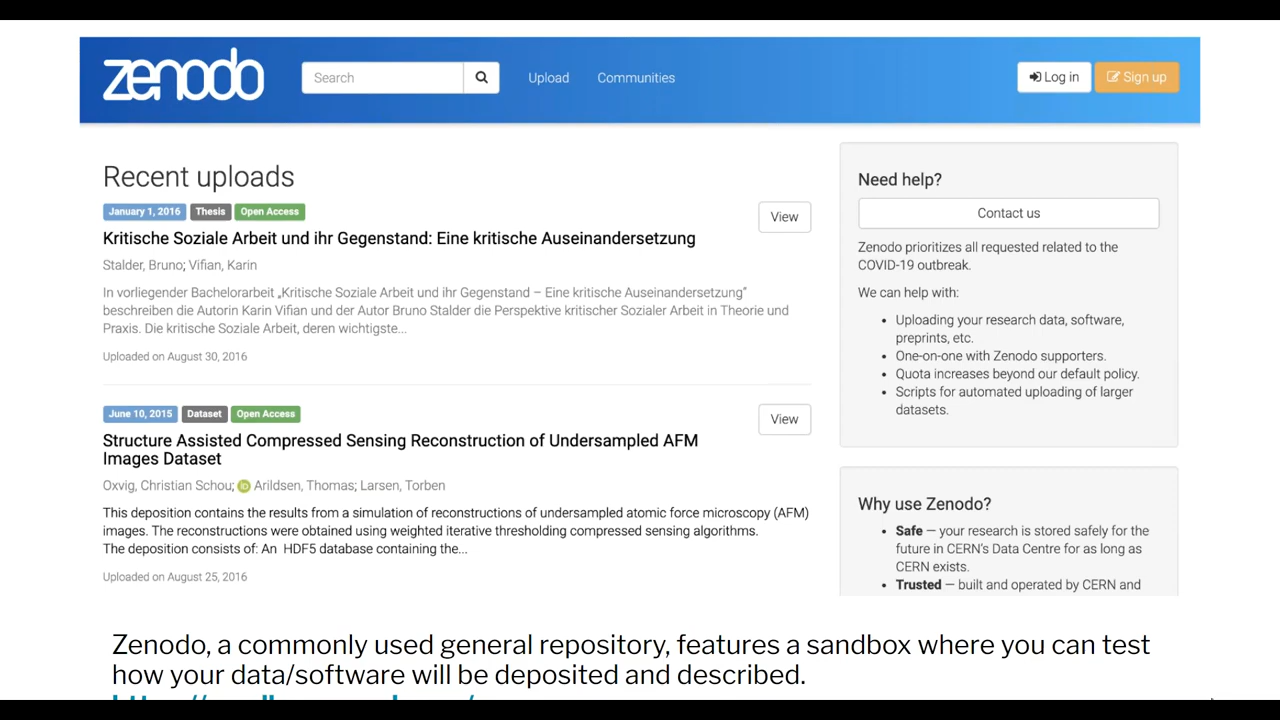 zenodo
Search
Upload
Communities
Log in
Sign up
Recent uploads
January 1, 2016 Thesis Open Access
View
Kritische Soziale Arbeit und ihr Gegenstand: Eine kritische Auseinandersetzung
Stalder, Bruno; Vifian, Karin
In vorliegender Bachelorarbeit „Kritische Soziale Arbeit und ihr Gegenstand – Eine kritische Auseinandersetzung"
beschreiben die Autorin Karin Vifian und der Autor Bruno Stalder die Perspektive kritischer Sozialer Arbeit in Theorie und
Praxis. Die kritische Soziale Arbeit, deren wichtigste...
Uploaded on August 30, 2016
June 10, 2015 Dataset Open Access
View
Structure Assisted Compressed Sensing Reconstruction of Undersampled AFM
Images Dataset
Oxvig, Christian Schou; iD Arildsen, Thomas; Larsen, Torben
This deposition contains the results from a simulation of reconstructions of undersampled atomic force microscopy (AFM)
images. The reconstructions were obtained using weighted iterative thresholding compressed sensing algorithms.
The deposition consists of: An HDF5 database containing the...
Uploaded on August 25, 2016
Need help?
Contact us
Zenodo prioritizes all requested related to the
COVID-19 outbreak.
We can help with:
• Uploading your research data, software,
preprints, etc.
• One-on-one with Zenodo supporters.
• Quota increases beyond our default policy.
• Scripts for automated uploading of larger
datasets.
Why use Zenodo?
• Safe — your research is stored safely for the
future in CERN's Data Centre for as long as
CERN exists.
• Trusted — built and operated by CERN and
Zenodo, a commonly used general repository, features a sandbox where you can test
how your data/software will be deposited and described.